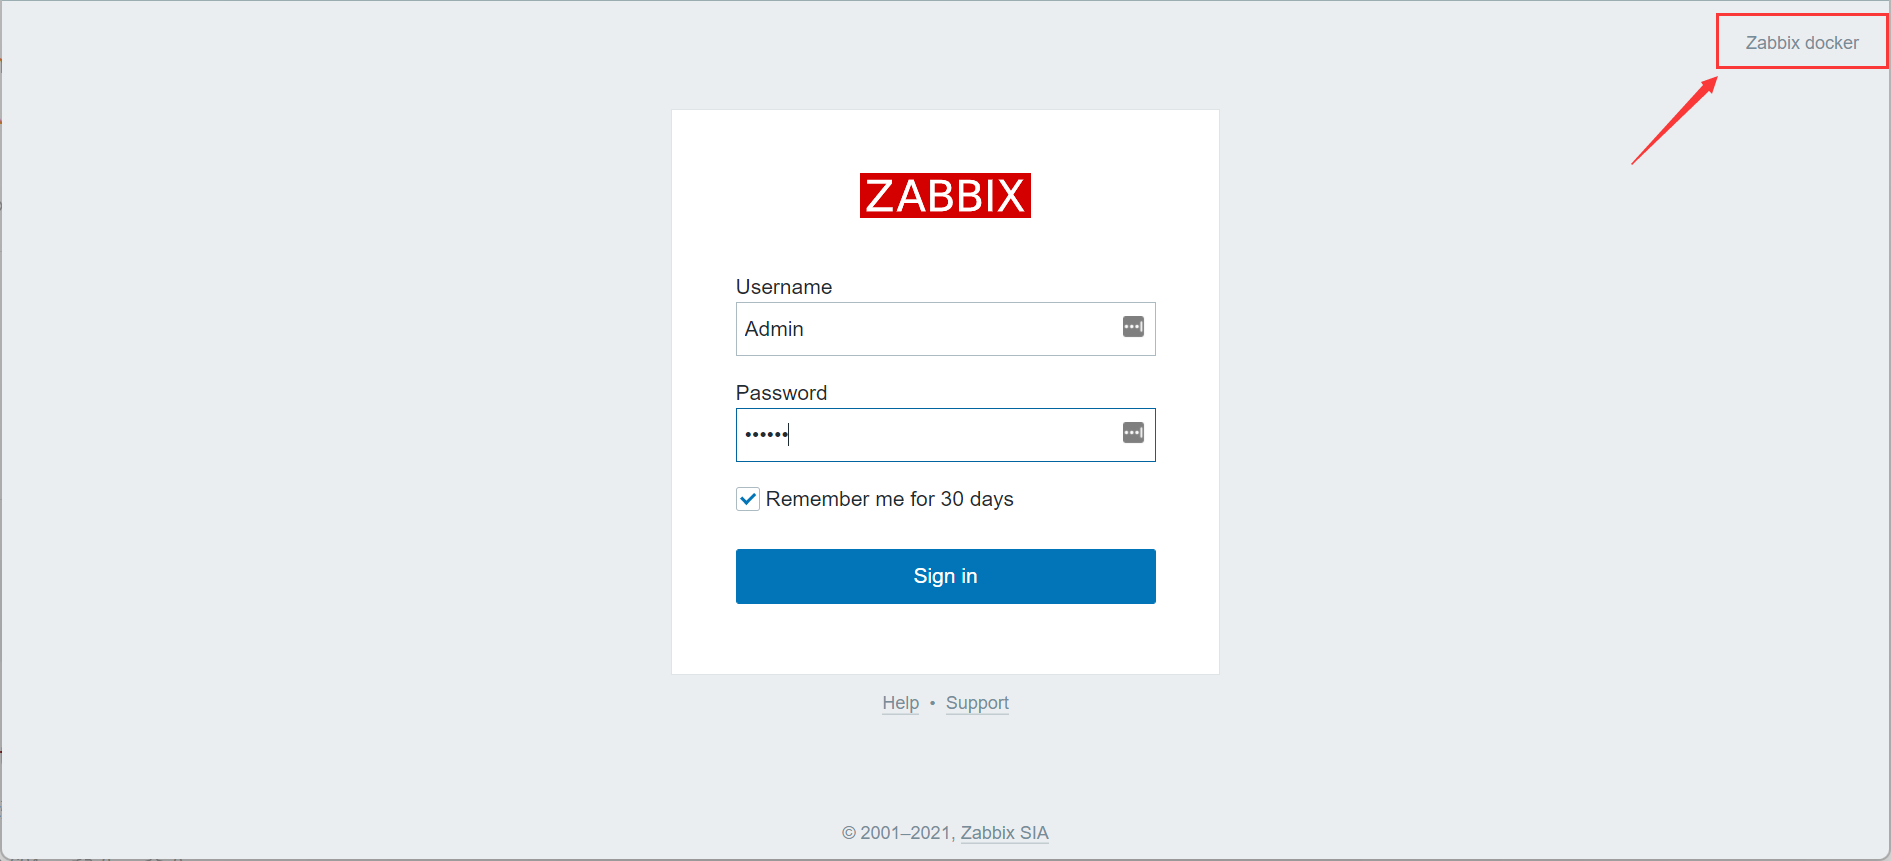 Zabbix docker
ZABBIX
Username
Admin
Password
••••••
Remember me for 30 days
Sign in
Help • Support
© 2001–2021, Zabbix SIA